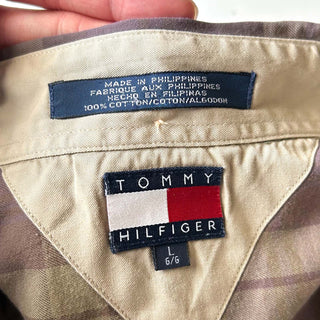 MADE IN PHILIPPINES
FABRIQUE AUX PHILIPPINES
HECHO EN FILIPINAS
100% COTTON/COTON/ALGODON
TOMMY
HILFIGER
L
G/G